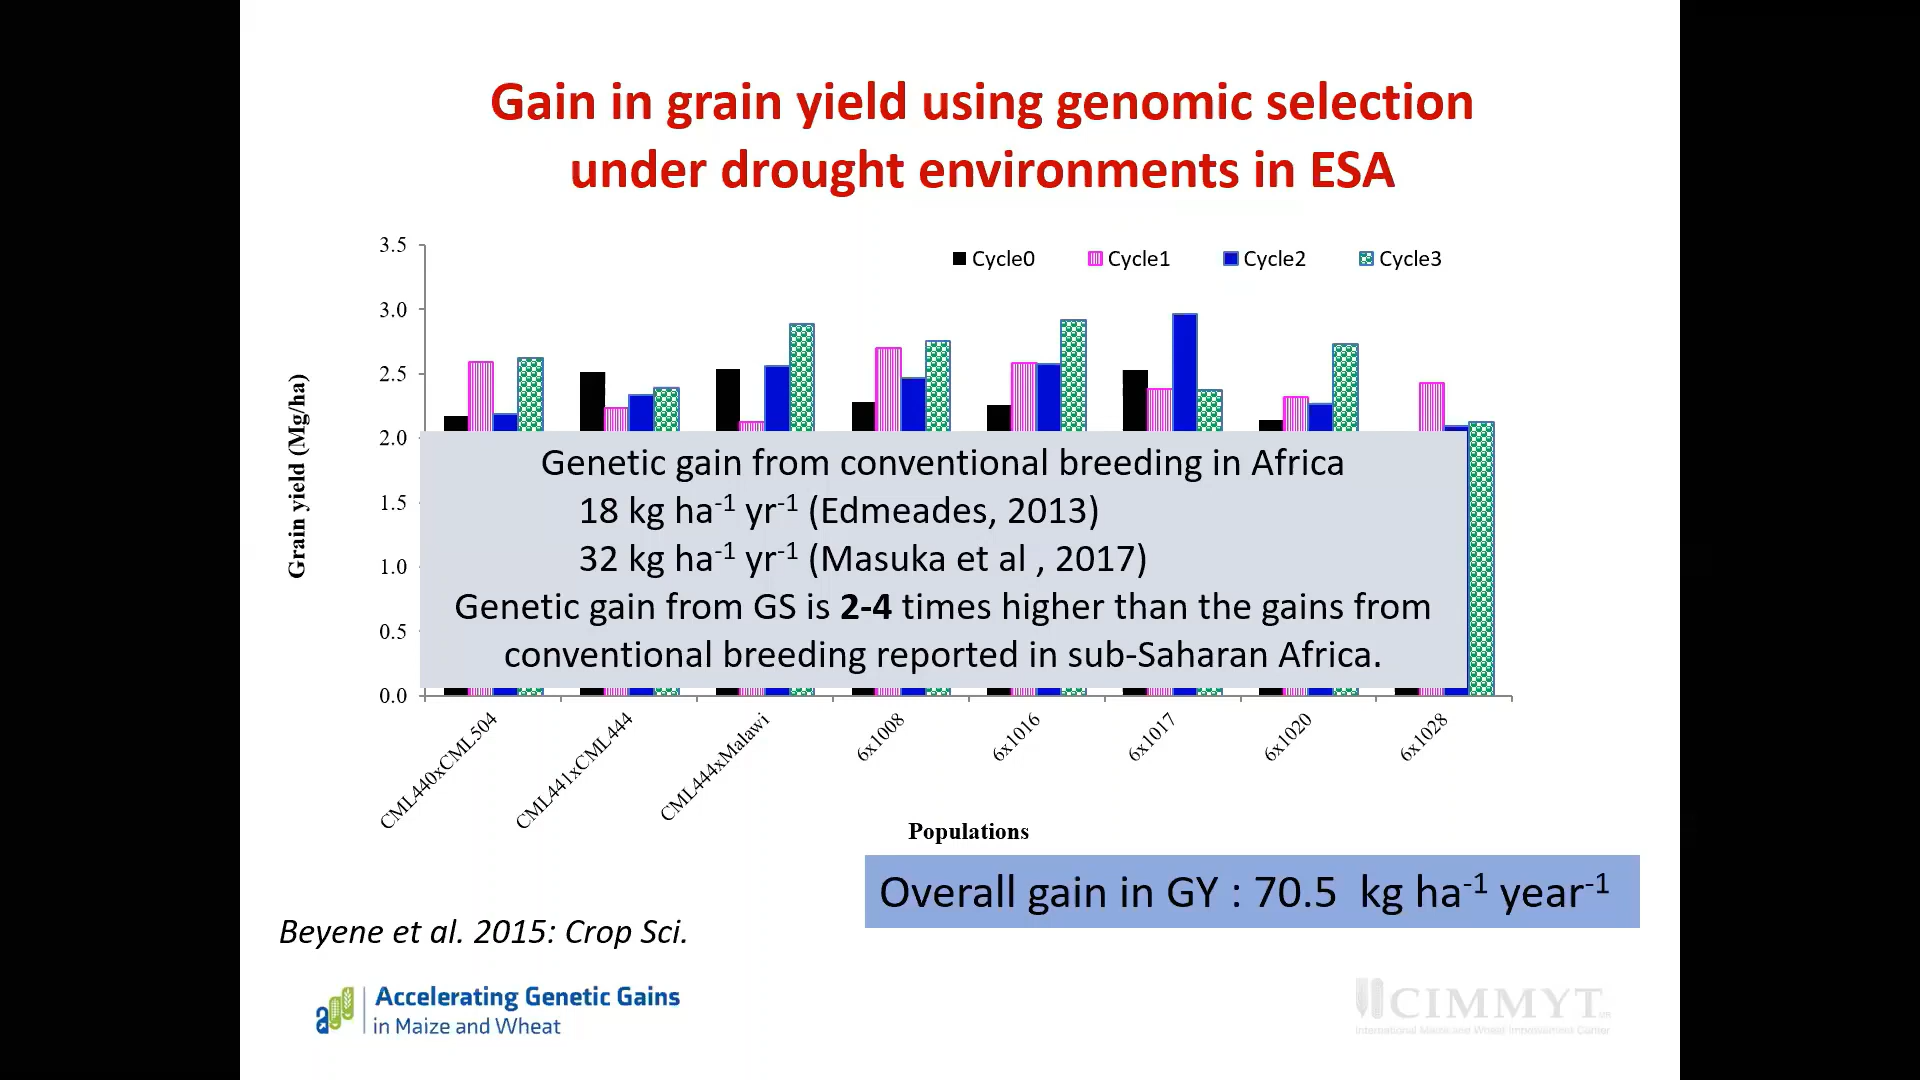 Gain in grain yield using genomic selection
under drought environments in ESA
3.5
3.0
2.5
2.0
1.5
1.0
0.5
0.0
Grain yield (Mg/ha)
Cycle0 Cycle1 Cycle2 Cycle3
Genetic gain from conventional breeding in Africa
18 kg ha-1 yr-1 (Edmeades, 2013)
32 kg ha-1 yr-1 (Masuka et al , 2017)
Genetic gain from GS is 2-4 times higher than the gains from
conventional breeding reported in sub-Saharan Africa.
CML440xCML504
CML441xCML444
CML444xMalawi
6x1008
6x1016
6x1017
6x1020
6x1028
Populations
Overall gain in GY : 70.5 kg ha-1 year-1
Beyene et al. 2015: Crop Sci.
Accelerating Genetic Gains
in Maize and Wheat
CIMMYT
International Maize and Wheat Improvement Center